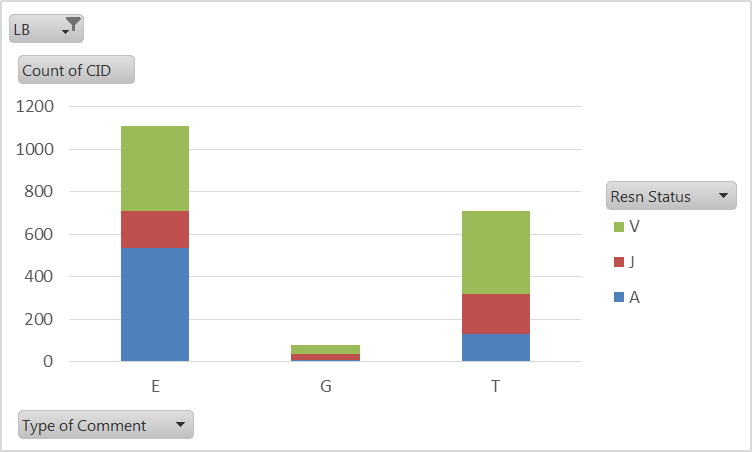 LB
Count of CID
1200
1000
800
600
400
200
0
E G T
Type of Comment
Resn Status
V
J
A